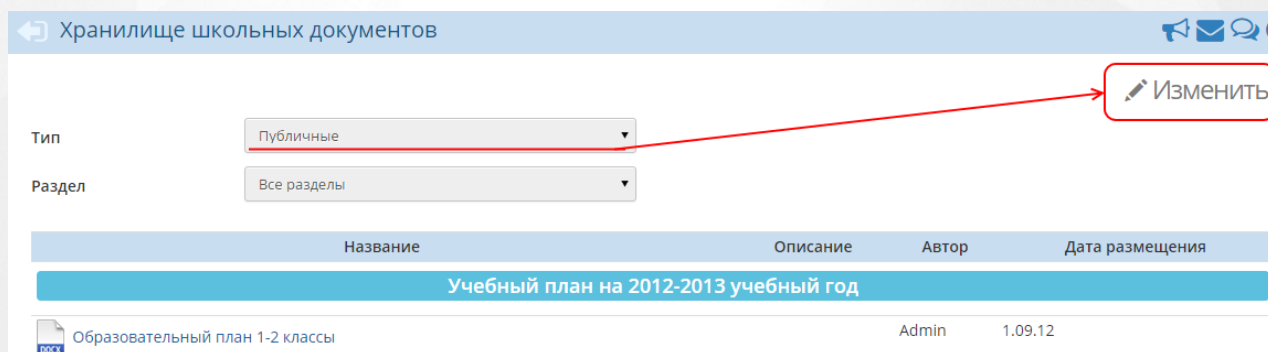 Хранилище школьных документов
Изменить
Тип Публичные
Раздел Все разделы
Название Описание Автор Дата размещения
Учебный план на 2012-2013 учебный год
Образовательный план 1-2 классы Admin 1.09.12
DOCX